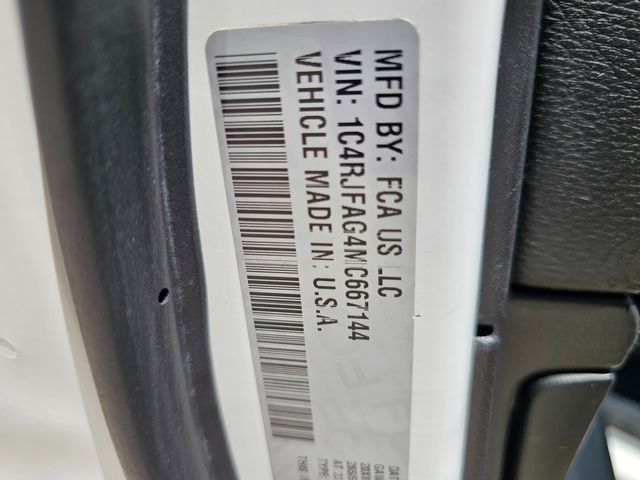 MFD BY: FCA US LLC
VIN: 1C4RJFAG4MC667144
VEHICLE MADE IN: U.S.A.